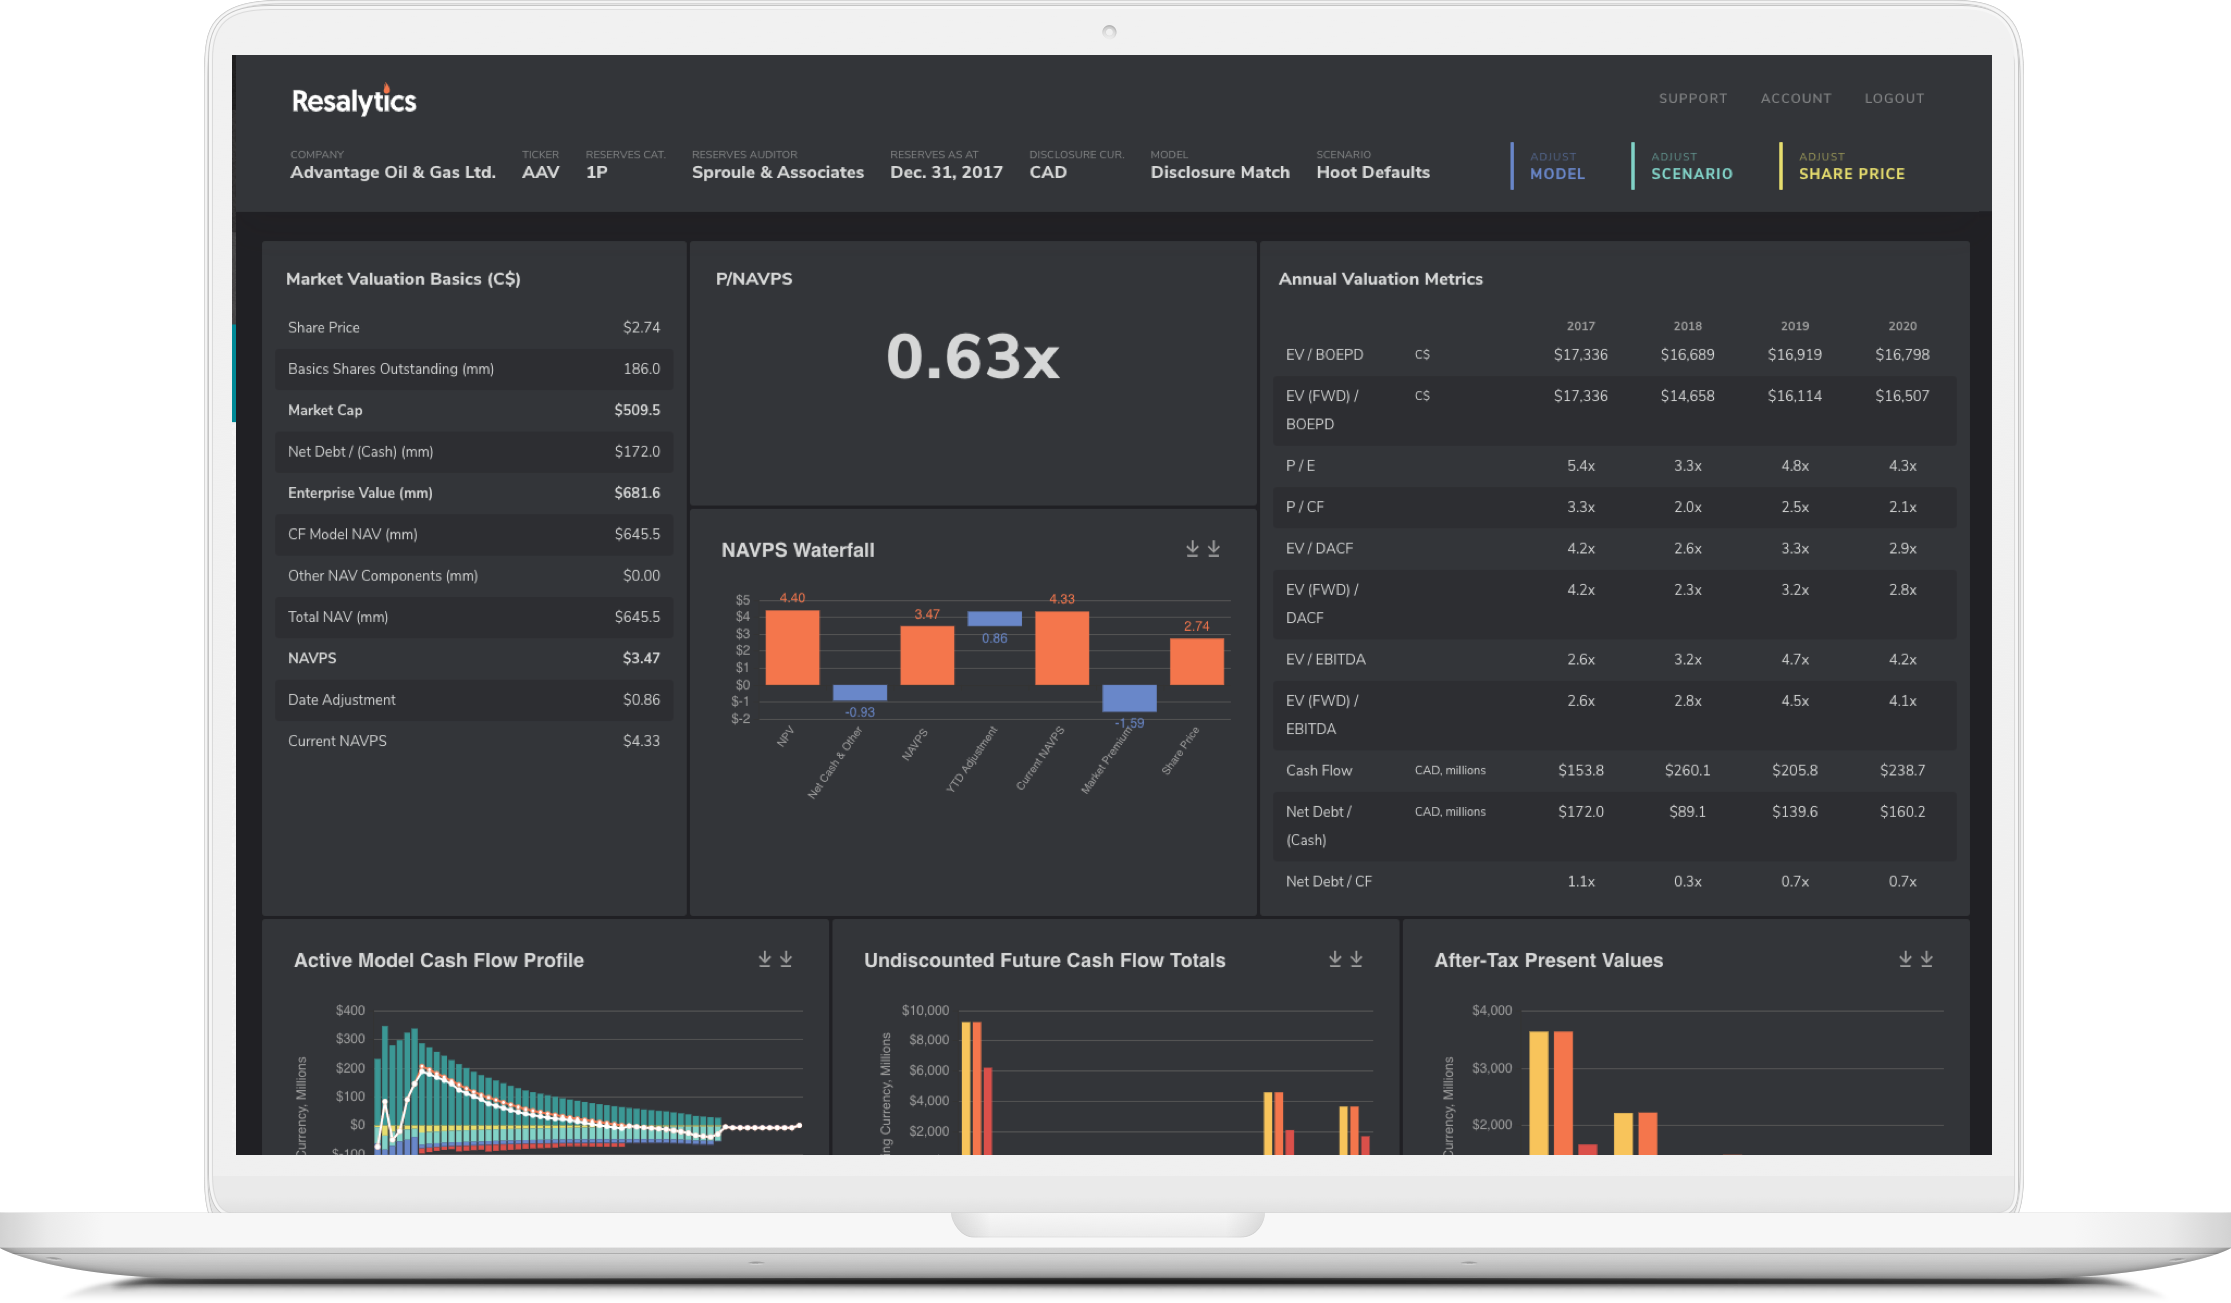 Resalytics
SUPPORT ACCOUNT LOGOUT
COMPANY TICKER RESERVES CAT. RESERVES AUDITOR RESERVES AS AT DISCLOSURE CUR. MODEL SCENARIO ADJUST ADJUST ADJUST
Advantage Oil & Gas Ltd. AAV 1P Sproule & Associates Dec. 31, 2017 CAD Disclosure Match Hoot Defaults MODEL SCENARIO SHARE PRICE
Market Valuation Basics (C$)
Share Price $2.74
Basics Shares Outstanding (mm) 186.0
Market Cap $509.5
Net Debt / (Cash) (mm) $172.0
Enterprise Value (mm) $681.6
CF Model NAV (mm) $645.5
Other NAV Components (mm) $0.00
Total NAV (mm) $645.5
NAVPS $3.47
Date Adjustment $0.86
Current NAVPS $4.33
P/NAVPS
0.63x
NAVPS Waterfall
$5
$4
$3
$2
$1
$0
$-1
$-2
4.40
-0.93
3.47
0.86
4.33
-1.59
2.74
NPV
Net Cash & Other
NAVPS
YTD Adjustment
Current NAVPS
Market Premium
Share Price
Annual Valuation Metrics
2017 2018 2019 2020
EV / BOEPD C$ $17,336 $16,689 $16,919 $16,798
EV (FWD) / C$ $17,336 $14,658 $16,114 $16,507
BOEPD
P / E 5.4x 3.3x 4.8x 4.3x
P / CF 3.3x 2.0x 2.5x 2.1x
EV / DACF 4.2x 2.6x 3.3x 2.9x
EV (FWD) / 4.2x 2.3x 3.2x 2.8x
DACF
EV / EBITDA 2.6x 3.2x 4.7x 4.2x
EV (FWD) / 2.6x 2.8x 4.5x 4.1x
EBITDA
Cash Flow CAD, millions $153.8 $260.1 $205.8 $238.7
Net Debt / CAD, millions $172.0 $89.1 $139.6 $160.2
(Cash)
Net Debt / CF 1.1x 0.3x 0.7x 0.7x
Active Model Cash Flow Profile
Currency, Millions
$400
$300
$200
$100
$0
$-100
Undiscounted Future Cash Flow Totals
ng Currency, Millions
$10,000
$8,000
$6,000
$4,000
$2,000
After-Tax Present Values
Currency, Millions
$4,000
$3,000
$2,000